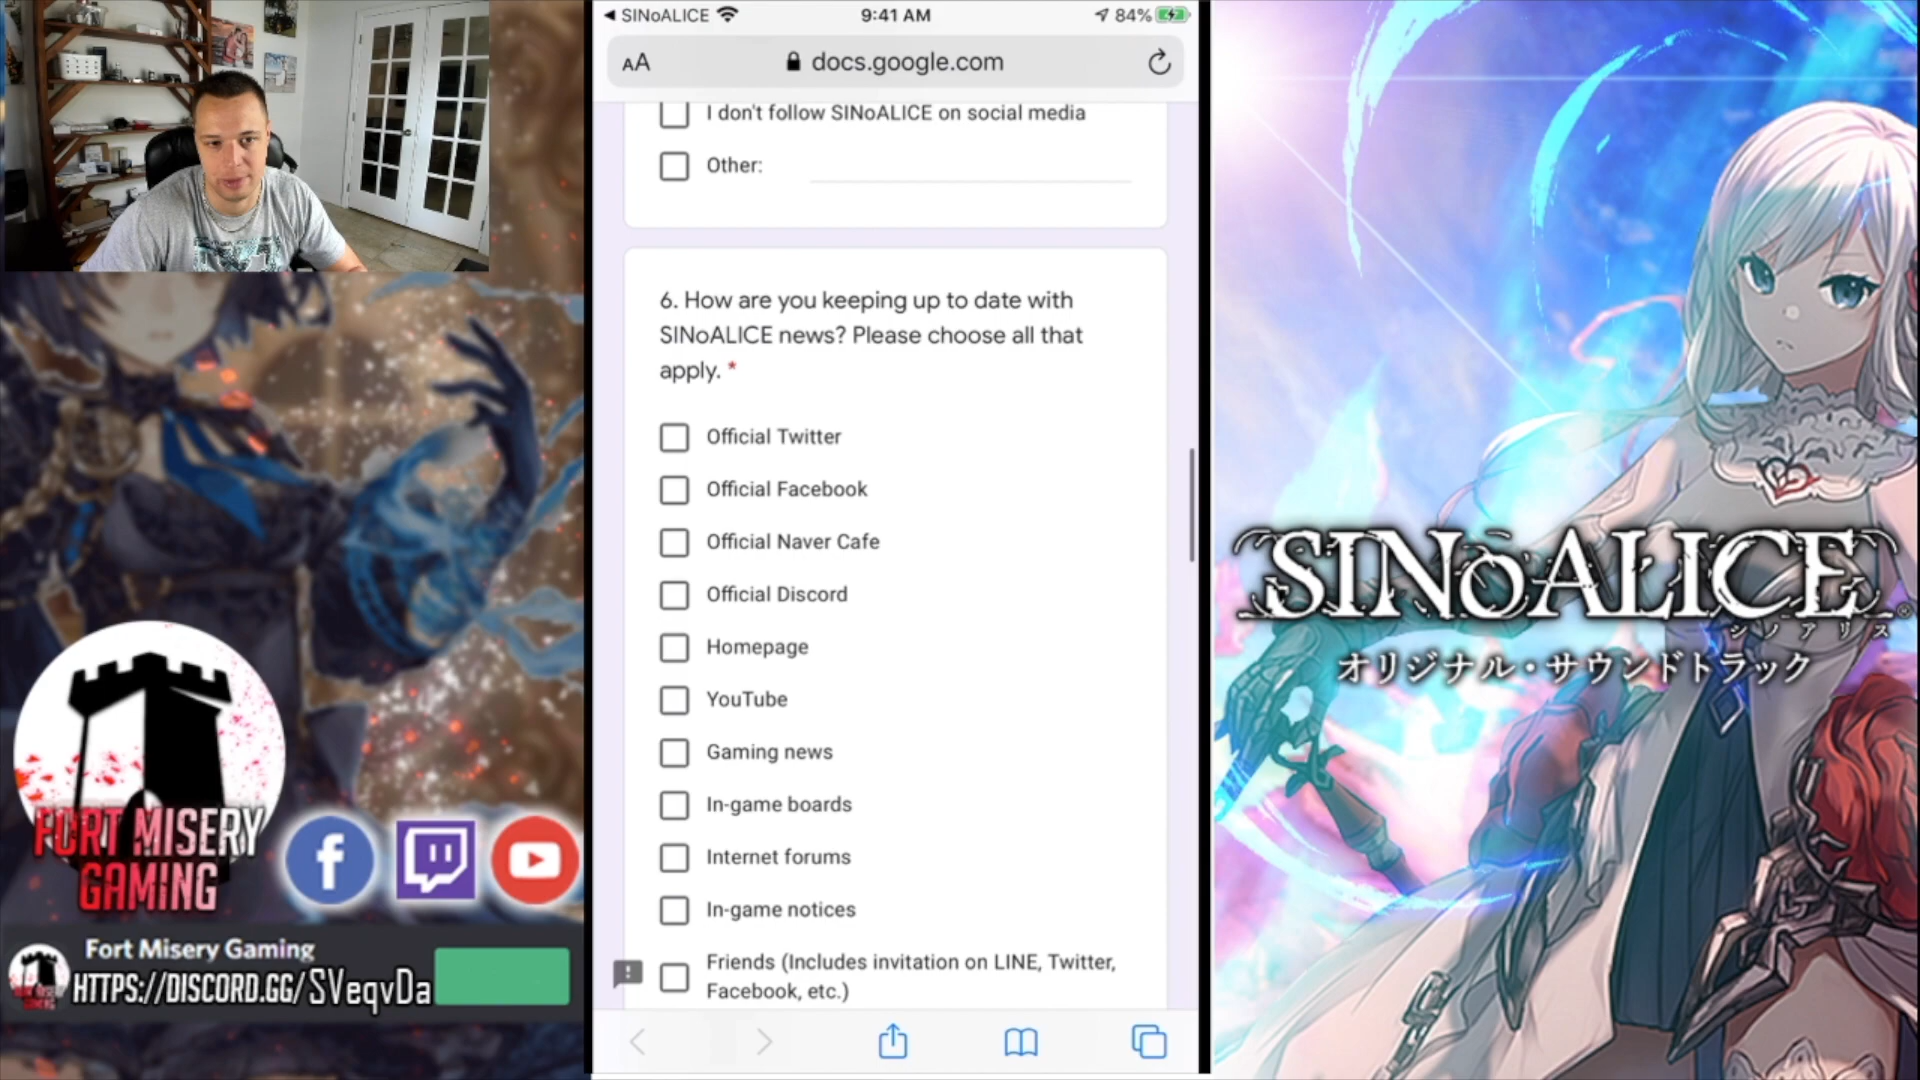 SINoALICE
9:41 AM
84%
AA
docs.google.com
I don't follow SINoALICE on social media
Other:
6. How are you keeping up to date with
SINoALICE news? Please choose all that
apply. *
Official Twitter
Official Facebook
Official Naver Cafe
Official Discord
Homepage
YouTube
Gaming news
In-game boards
Internet forums
In-game notices
Friends (Includes invitation on LINE, Twitter,
Facebook, etc.)
FORT MISERY
GAMING
Fort Misery Gaming
HTTPS://DISCORD.GG/SVeqvDa
SINoALICE
シノアリス
オリジナル・サウンドトラック